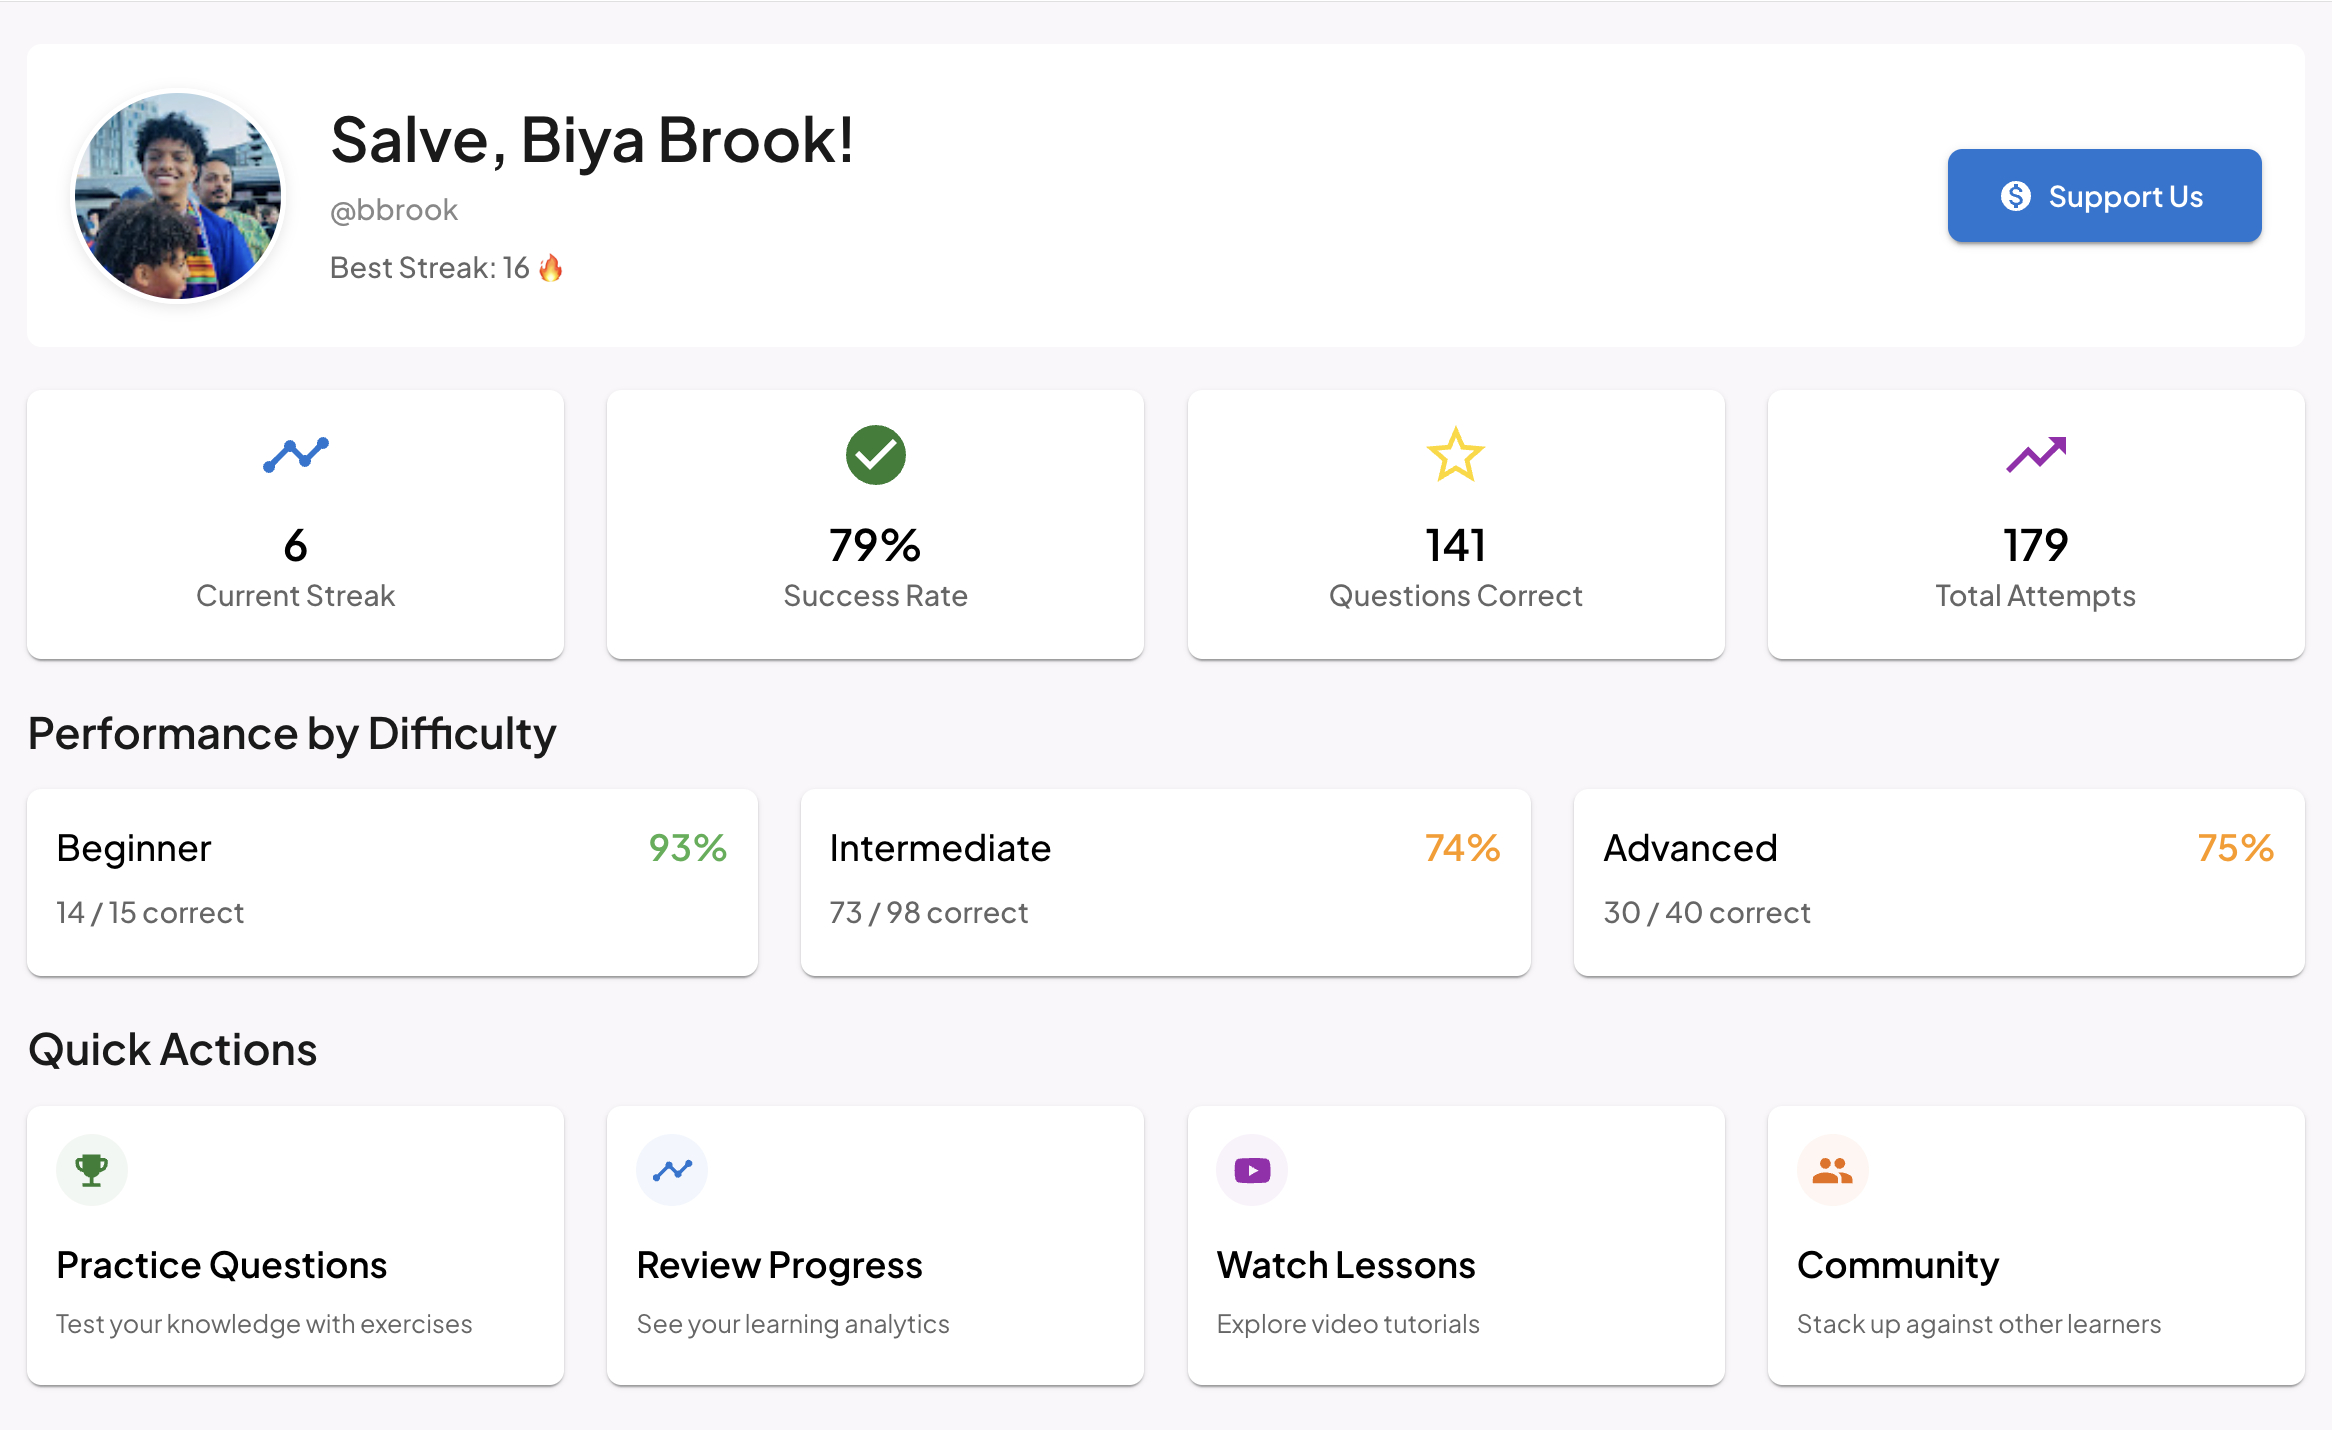 Salve, Biya Brook!
@bbrook
Best Streak: 16 🔥
Support Us
6
Current Streak
79%
Success Rate
141
Questions Correct
179
Total Attempts
Performance by Difficulty
Beginner
93%
14 / 15 correct
Intermediate
74%
73 / 98 correct
Advanced
75%
30 / 40 correct
Quick Actions
Practice Questions
Test your knowledge with exercises
Review Progress
See your learning analytics
Watch Lessons
Explore video tutorials
Community
Stack up against other learners